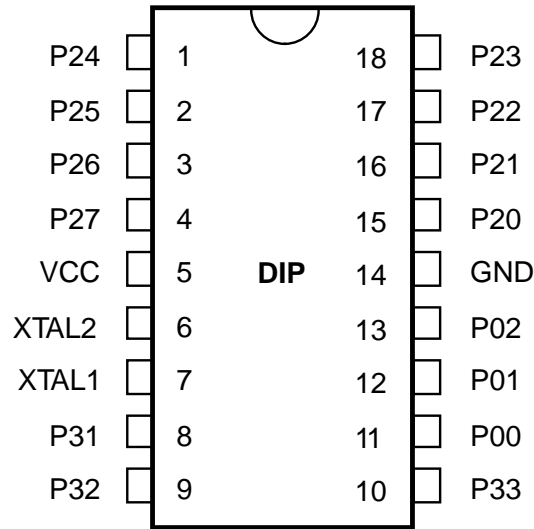 P24 1 18 P23
P25 2 17 P22
P26 3 16 P21
P27 4 15 P20
VCC 5 DIP 14 GND
XTAL2 6 13 P02
XTAL1 7 12 P01
P31 8 11 P00
P32 9 10 P33